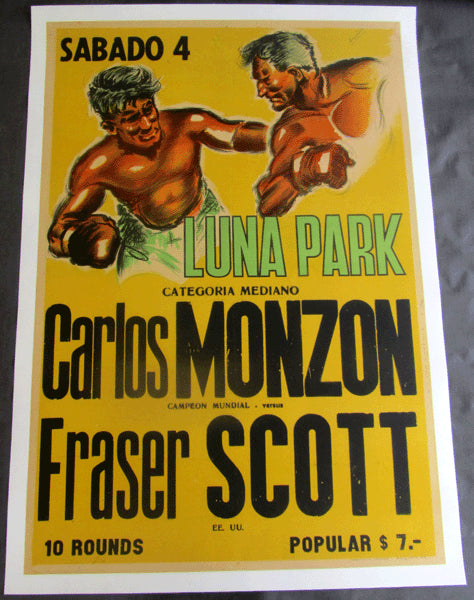 SABADO 4
LUNA PARK
CATEGORIA MEDIANO
Carlos MONZON
CAMPEON MUNDIAL - versus
Fraser SCOTT
EE. UU.
10 ROUNDS POPULAR $ 7.-